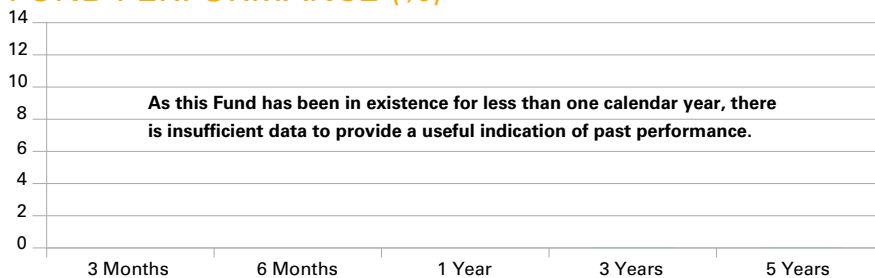 FUND PERFORMANCE (%)
14
12
10
As this Fund has been in existence for less than one calendar year, there
8
is insufficient data to provide a useful indication of past performance.
6
4
2
0
3 Months 6 Months 1 Year 3 Years 5 Years